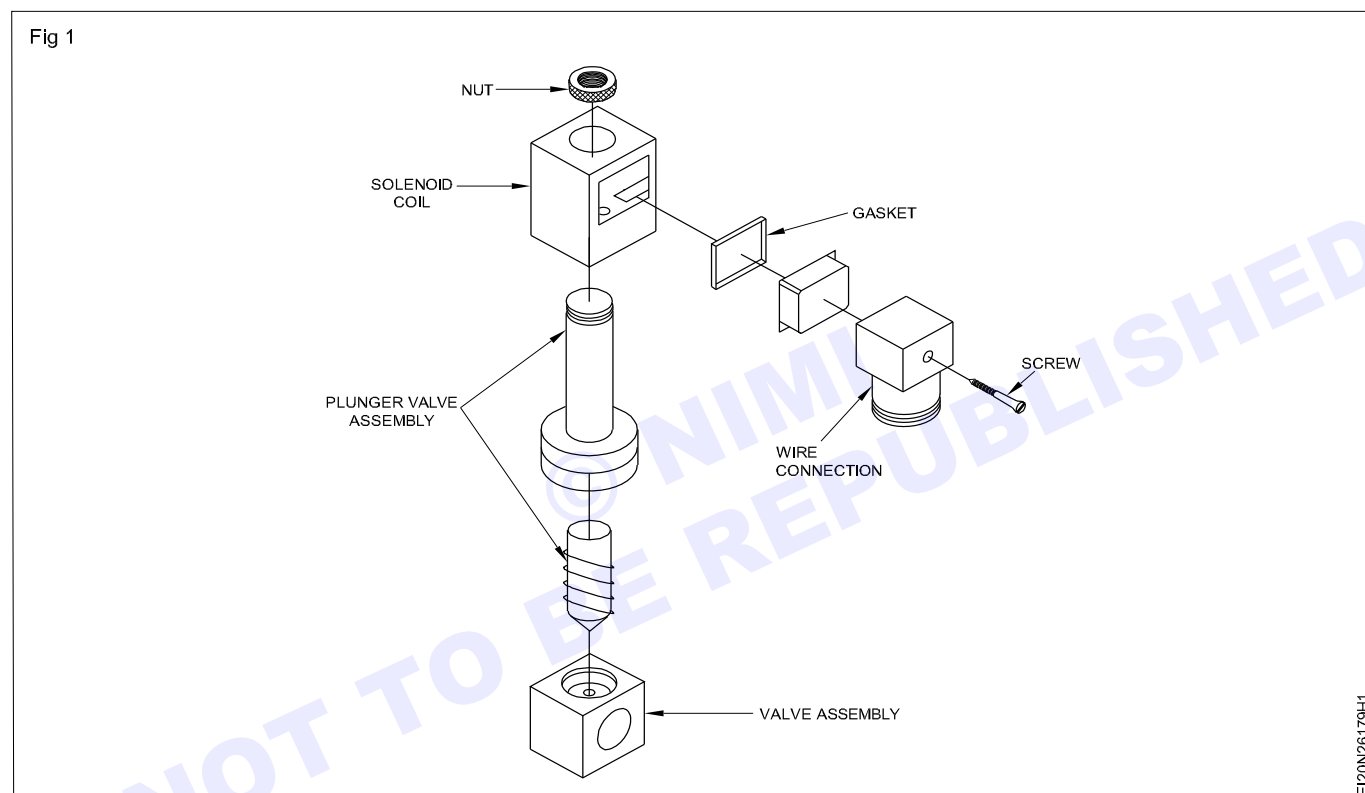 Fig 1
NUT
SOLENOID
COIL
GASKET
SCREW
PLUNGER VALVE
ASSEMBLY
WIRE
CONNECTION
VALVE ASSEMBLY
© NIMI
NOT TO BE REPUBLISHED